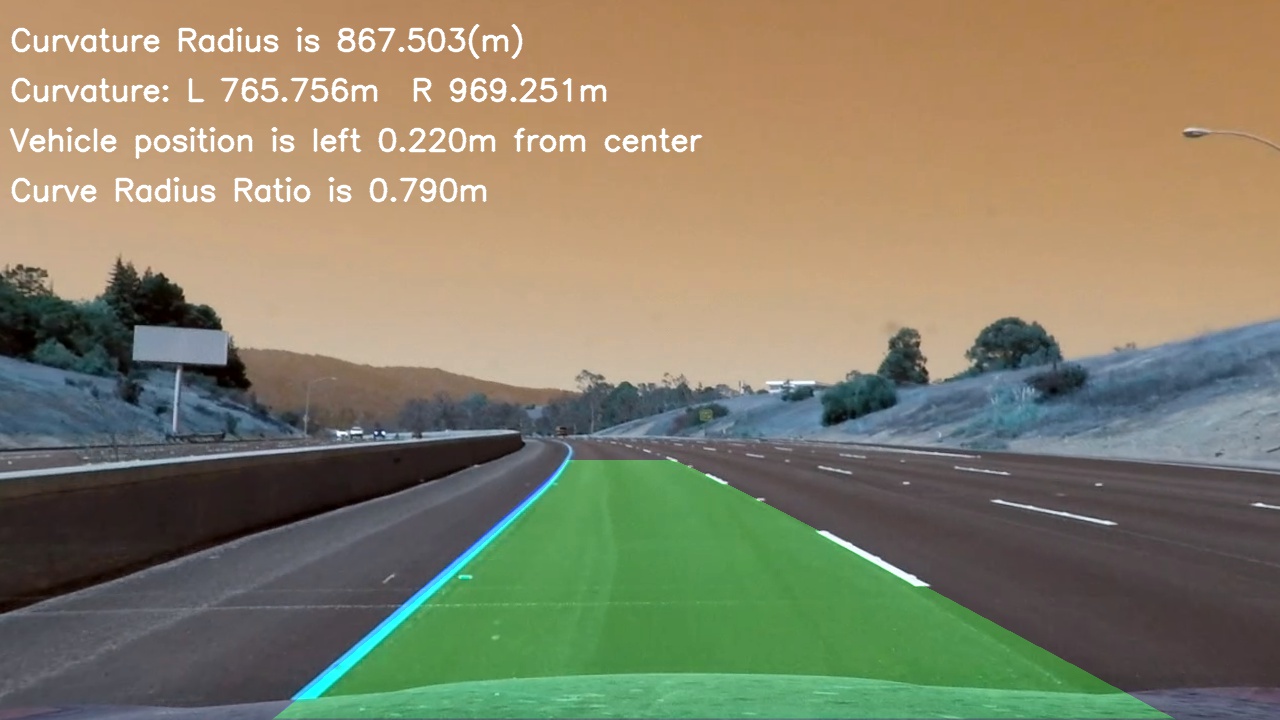 Curvature Radius is 867.503(m)
Curvature: L 765.756m R 969.251m
Vehicle position is left 0.220m from center
Curve Radius Ratio is 0.790m